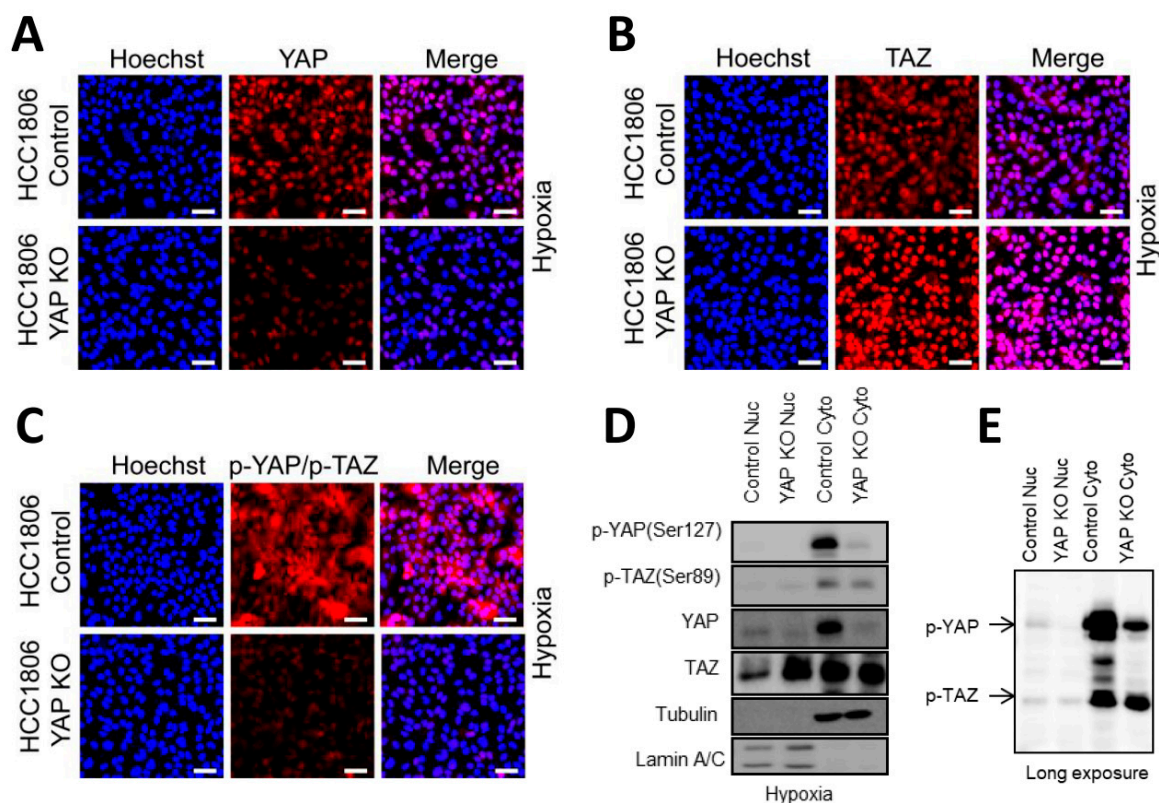 A
Hoechst YAP Merge
HCC1806
Control
HCC1806
YAP KO
Hypoxia
B
Hoechst TAZ Merge
HCC1806
Control
HCC1806
YAP KO
Hypoxia
C
Hoechst p-YAP/p-TAZ Merge
HCC1806
Control
HCC1806
YAP KO
Hypoxia
D
Control Nuc
YAP KO Nuc
Control Cyto
YAP KO Cyto
p-YAP(Ser127)
p-TAZ(Ser89)
YAP
TAZ
Tubulin
Lamin A/C
Hypoxia
E
Control Nuc
YAP KO Nuc
Control Cyto
YAP KO Cyto
p-YAP
p-TAZ
Long exposure